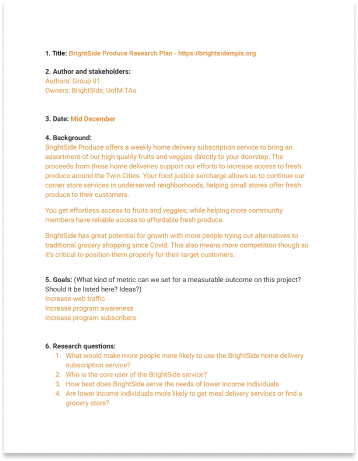 1. Title: BrightSide Produce Research Plan - https://brightsidempls.org
2. Author and stakeholders:
Authors: Group 01
Owners: BrightSide, UofM TAs
3. Date: Mid December
4. Background:
BrightSide Produce offers a weekly home delivery subscription service to bring an
assortment of our high quality fruits and veggies directly to your doorstep. The
proceeds from these home deliveries support our efforts to increase access to fresh
produce around the Twin Cities. Your food justice surcharge allows us to continue our
corner store services in underserved neighborhoods, helping small stores offer fresh
produce to their customers.
You get effortless access to fruits and veggies, while helping more community
members have reliable access to affordable fresh produce.
BrightSide has great potential for growth with more people trying out alternatives to
traditional grocery shopping since Covid. This also means more competition though so
it's critical to position them properly for their target customers.
5. Goals: (What kind of metric can we set for a measurable outcome on this project?
Should it be listed here? Ideas?)
Increase web traffic
Increase program awareness
Increase program subscribers
6. Research questions:
1. What would make more people more likely to use the BrightSide home delivery
subscription service?
2. Who is the core user of the BrightSide service?
3. How best does BrightSide serve the needs of lower income individuals
4. Are lower income individuals more likely to get meal delivery services or find a
grocery store?